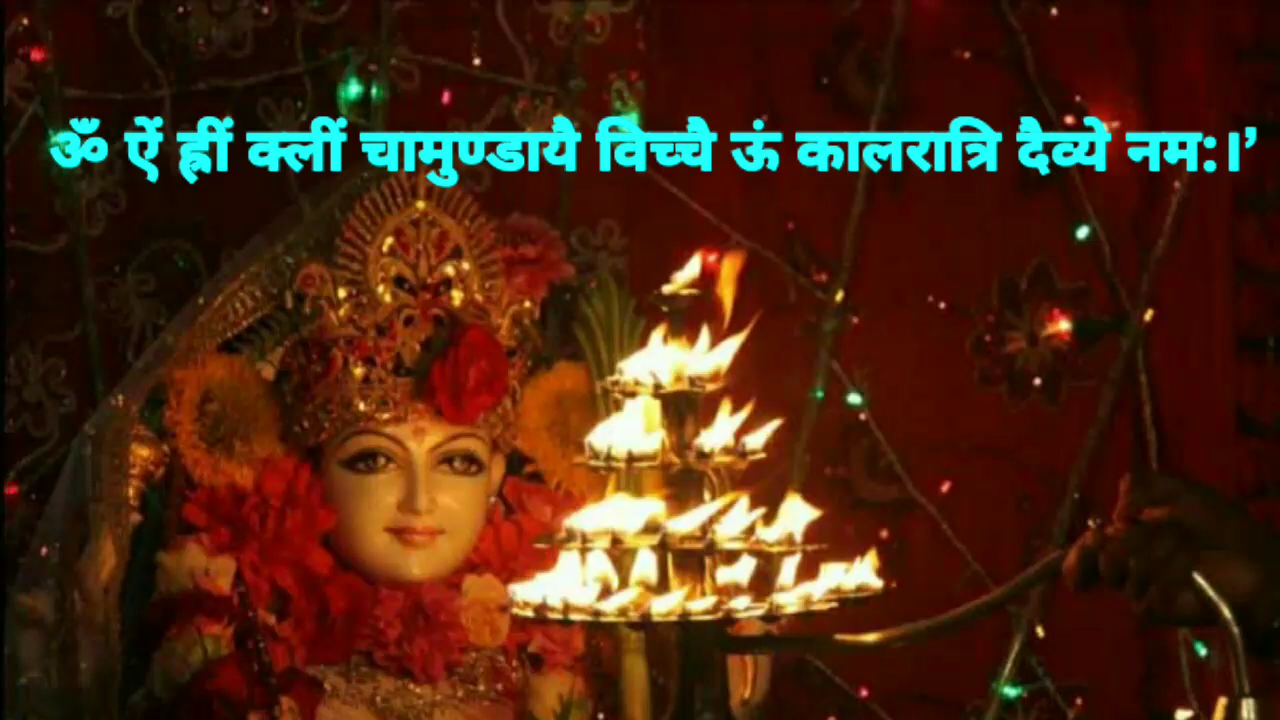 ॐ ऐं ह्रीं क्लीं चामुण्डायै विच्चै ऊं कालरात्रि दैव्ये नम:।’